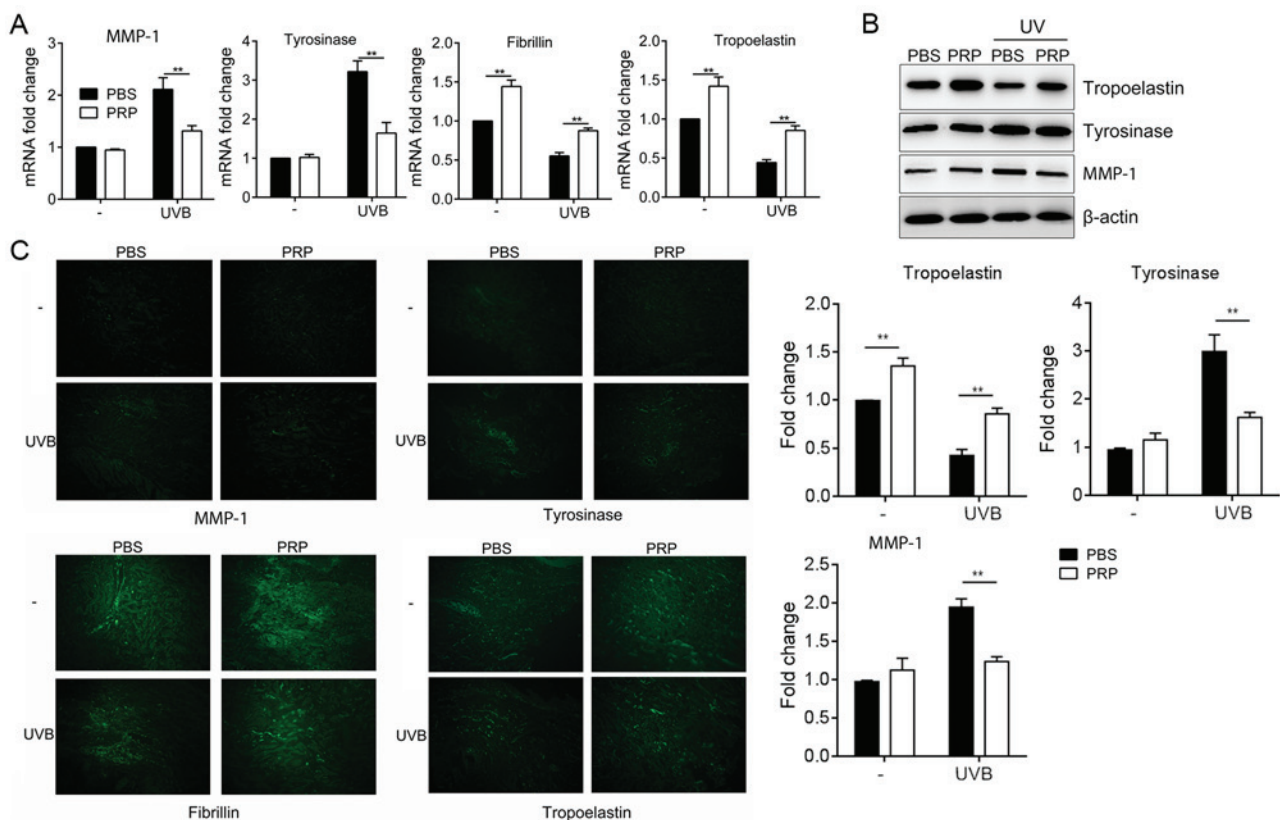 A
MMP-1
mRNA fold change
3
2
1
0
**
PBS
PRP
-
UVB
Tyrosinase
mRNA fold change
4
3
2
1
0
**
-
UVB
Fibrillin
mRNA fold change
2.0
1.5
1.0
0.5
0.0
**
**
-
UVB
Tropoelastin
mRNA fold change
2.0
1.5
1.0
0.5
0.0
**
**
-
UVB
B
UV
PBS PRP PBS PRP
Tropoelastin
Tyrosinase
MMP-1
β-actin
Tropoelastin
Fold change
2.0
1.5
1.0
0.5
0.0
**
**
-
UVB
Tyrosinase
Fold change
4
3
2
1
0
**
-
UVB
MMP-1
Fold change
2.5
2.0
1.5
1.0
0.5
0.0
**
-
UVB
PBS
PRP
C
PBS PRP
-
UVB
MMP-1
PBS PRP
-
UVB
Tyrosinase
PBS PRP
-
UVB
Fibrillin
PBS PRP
-
UVB
Tropoelastin